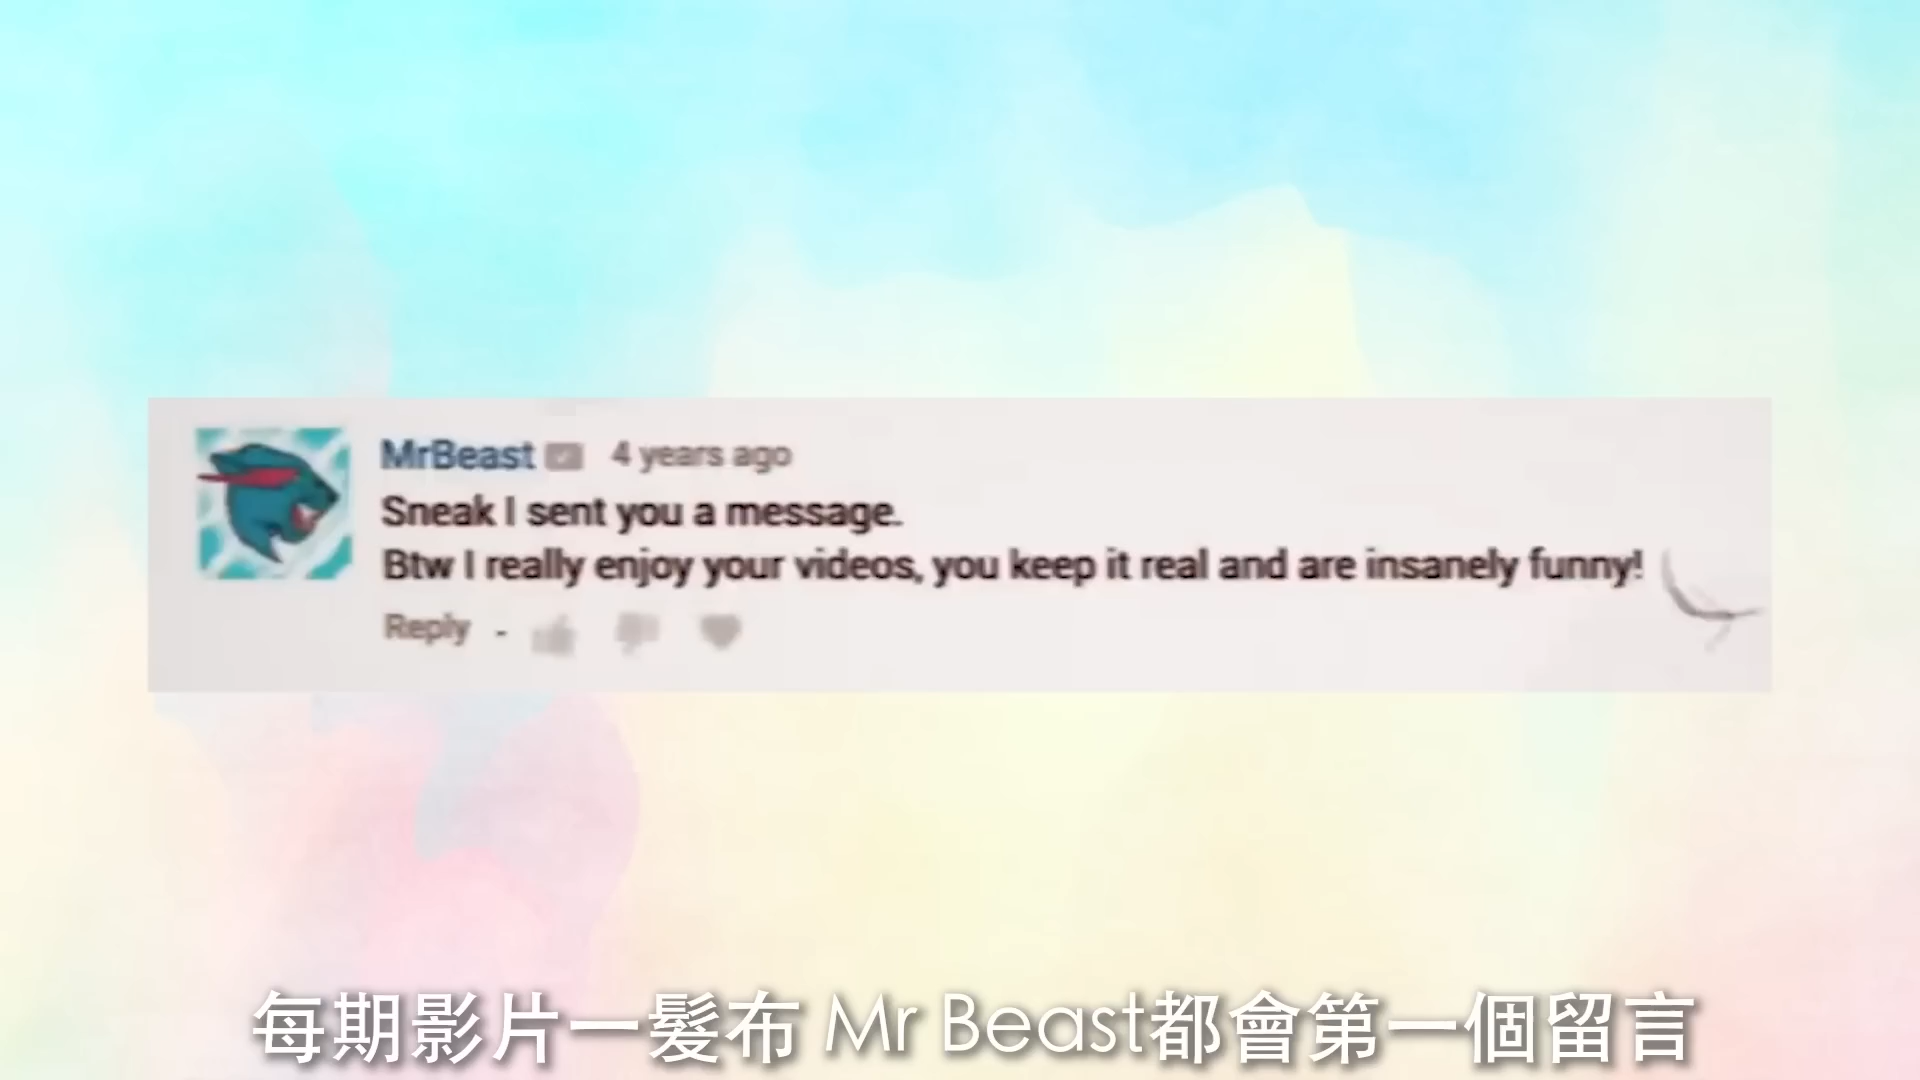 MrBeast 4 years ago
Sneak I sent you a message.
Btw I really enjoy your videos, you keep it real and are insanely funny!
Reply
每期影片一髮布 Mr Beast都會第一個留言